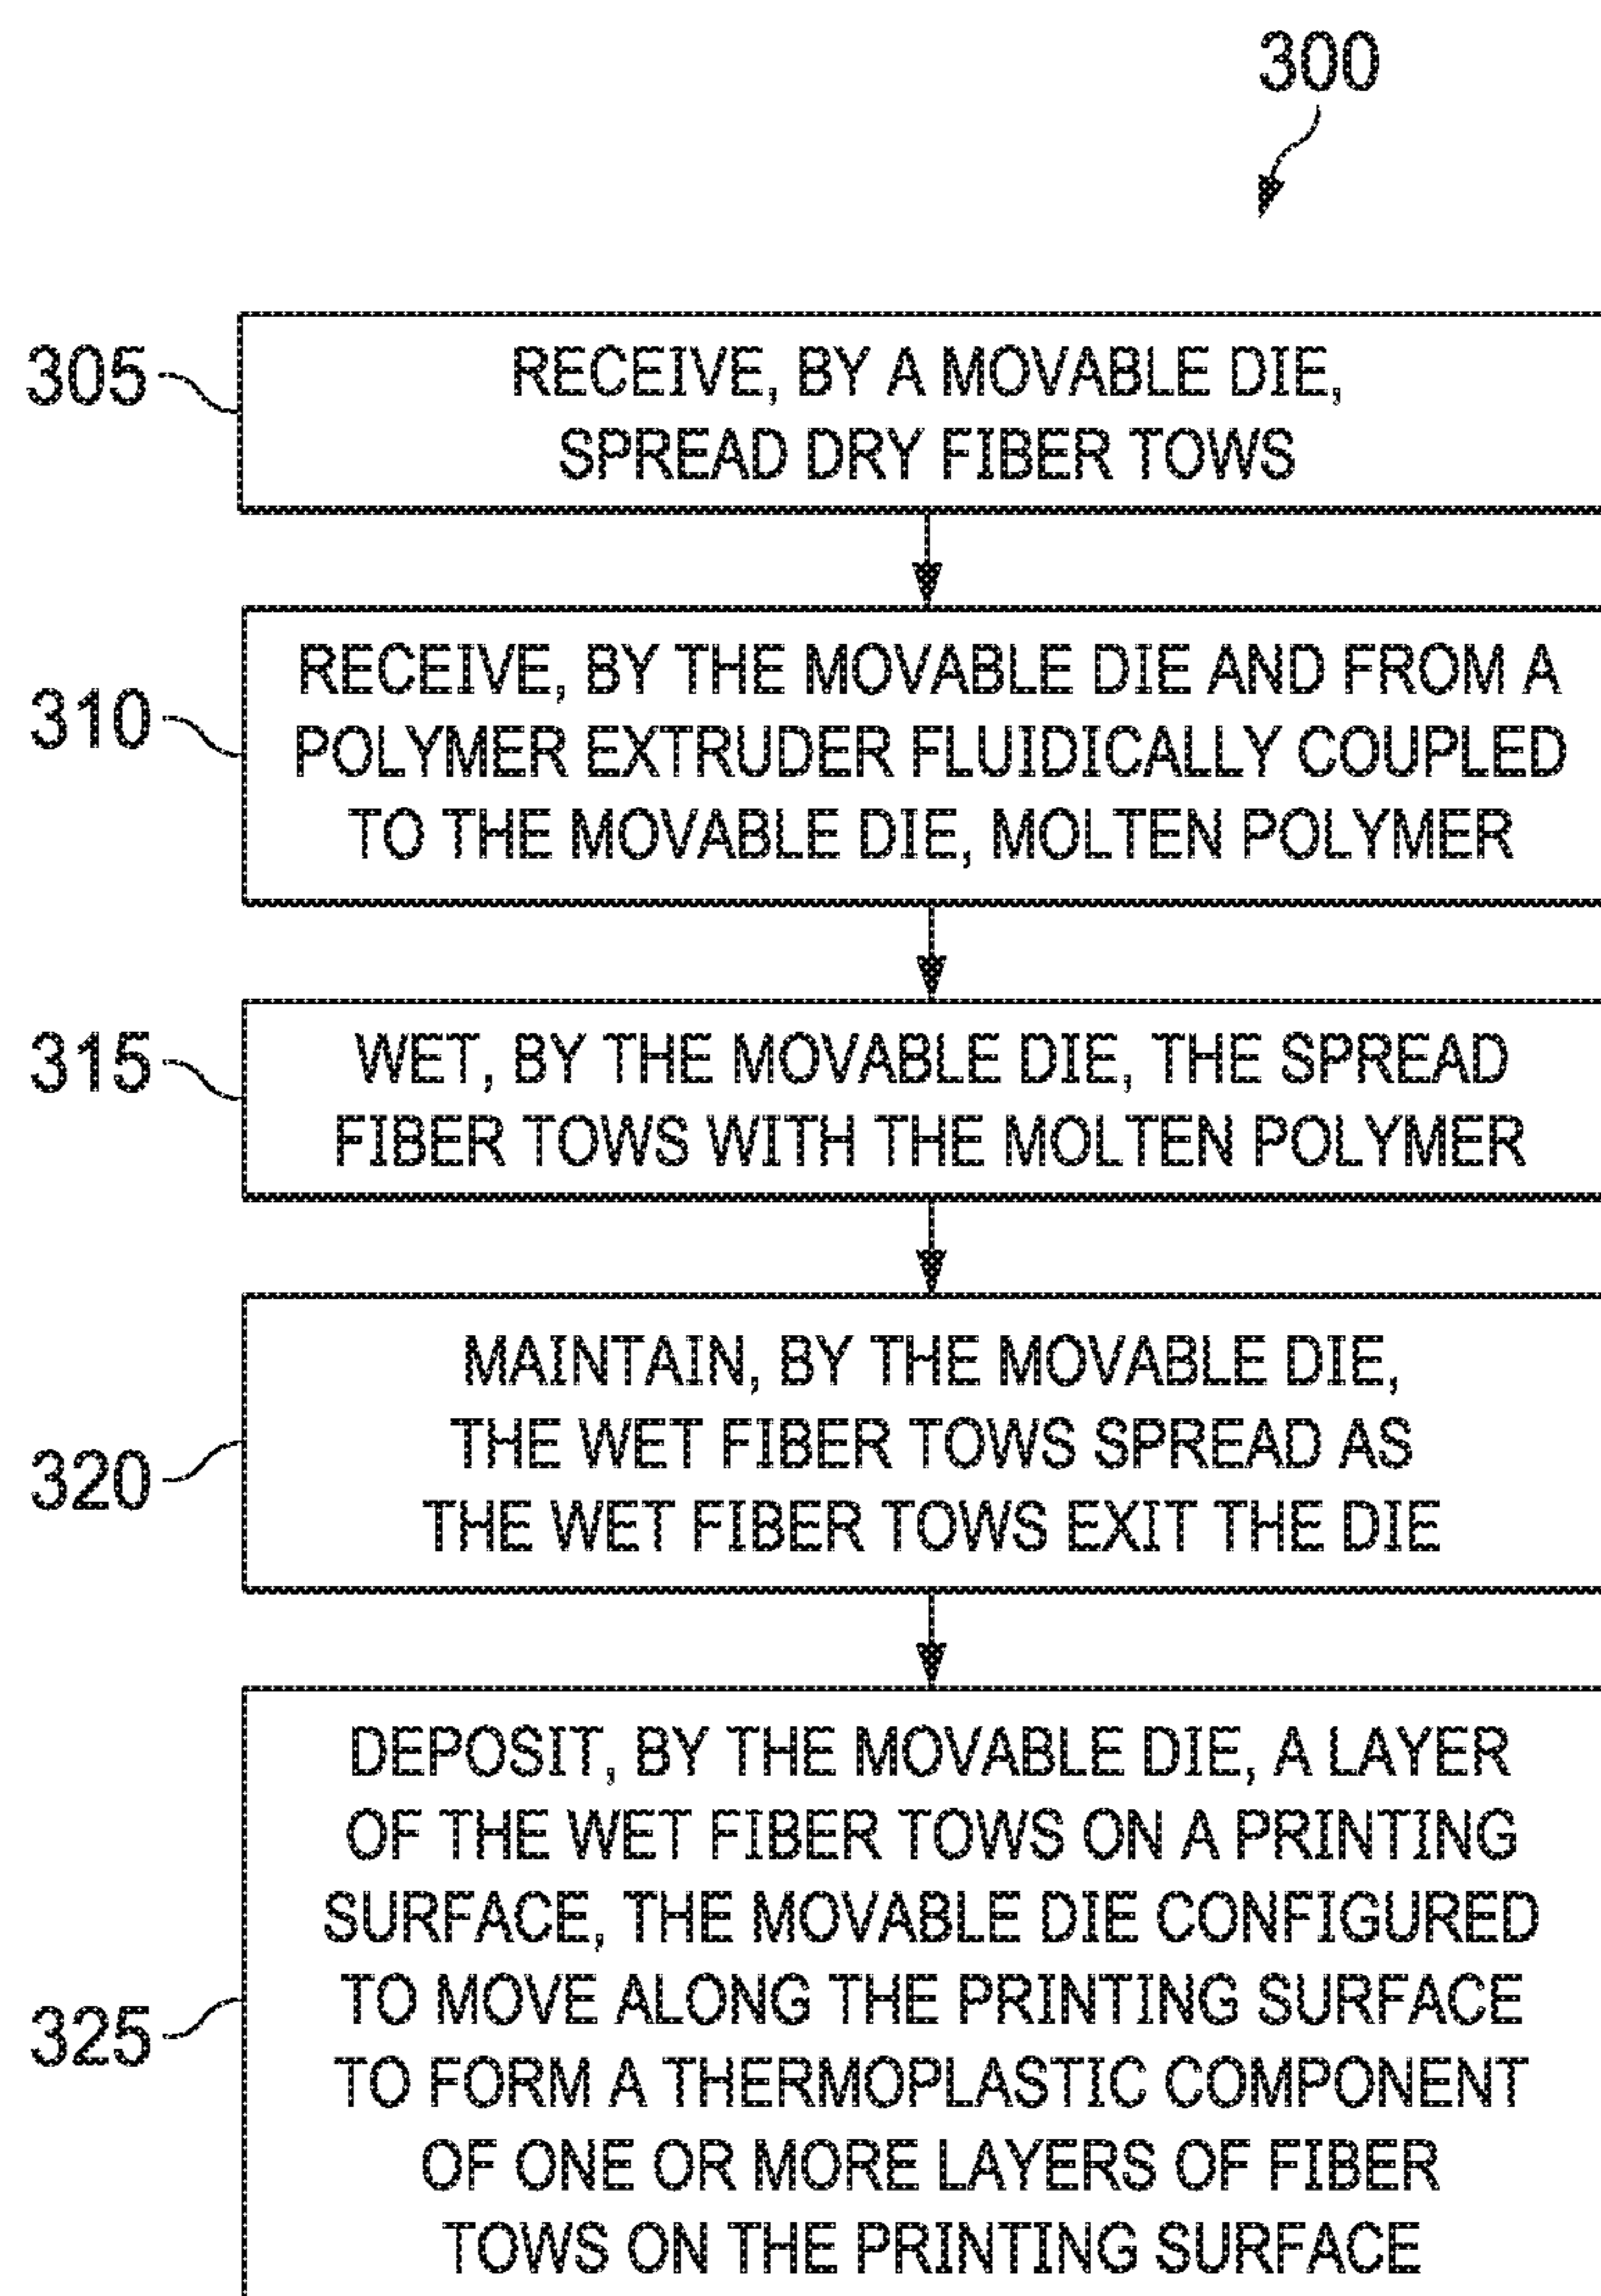 300
305
RECEIVE, BY A MOVABLE DIE,
SPREAD DRY FIBER TOWS
310
RECEIVE, BY THE MOVABLE DIE AND FROM A
POLYMER EXTRUDER FLUIDICALLY COUPLED
TO THE MOVABLE DIE, MOLTEN POLYMER
315
WET, BY THE MOVABLE DIE, THE SPREAD
FIBER TOWS WITH THE MOLTEN POLYMER
320
MAINTAIN, BY THE MOVABLE DIE,
THE WET FIBER TOWS SPREAD AS
THE WET FIBER TOWS EXIT THE DIE
325
DEPOSIT, BY THE MOVABLE DIE, A LAYER
OF THE WET FIBER TOWS ON A PRINTING
SURFACE, THE MOVABLE DIE CONFIGURED
TO MOVE ALONG THE PRINTING SURFACE
TO FORM A THERMOPLASTIC COMPONENT
OF ONE OR MORE LAYERS OF FIBER
TOWS ON THE PRINTING SURFACE